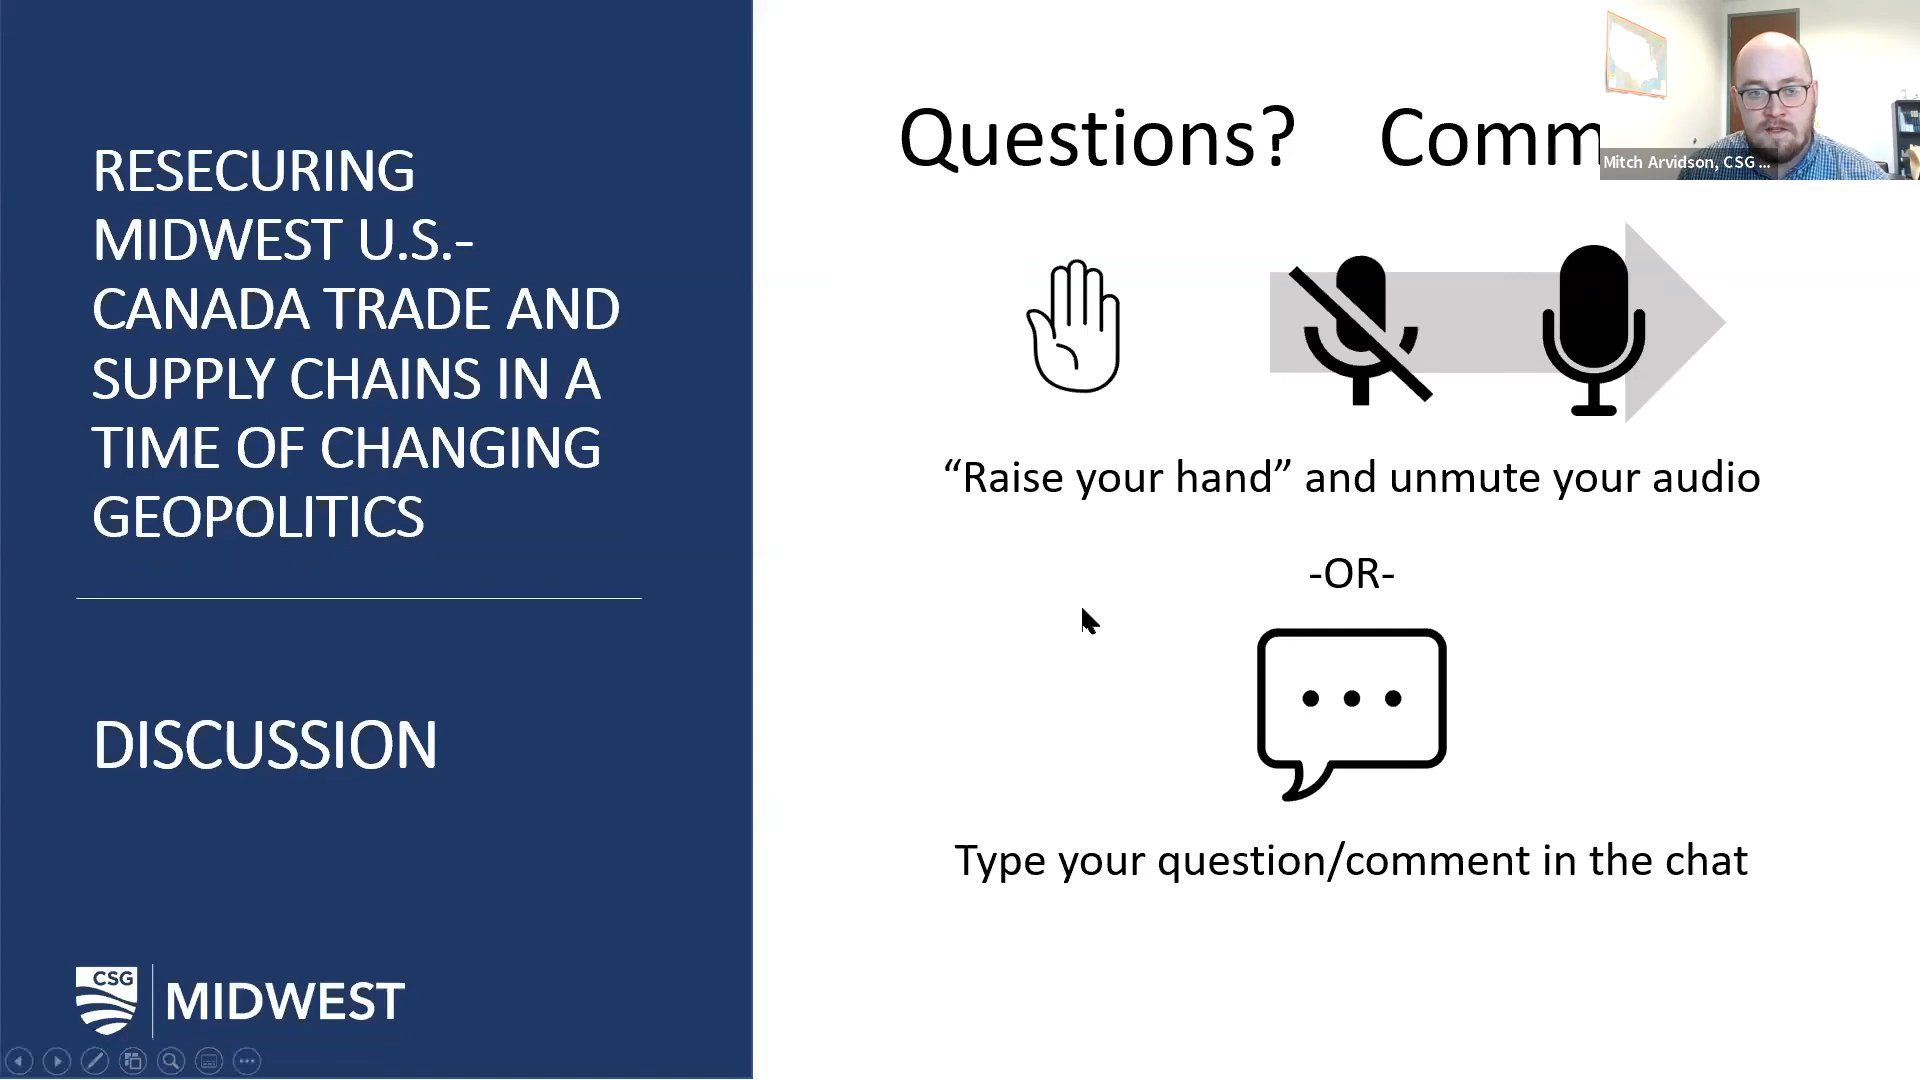 RESECURING
MIDWEST U.S.-
CANADA TRADE AND
SUPPLY CHAINS IN A
TIME OF CHANGING
GEOPOLITICS
DISCUSSION
CSG
MIDWEST
Questions? Comm
Mitch Arvidson, CSG ...
“Raise your hand” and unmute your audio
-OR-
Type your question/comment in the chat